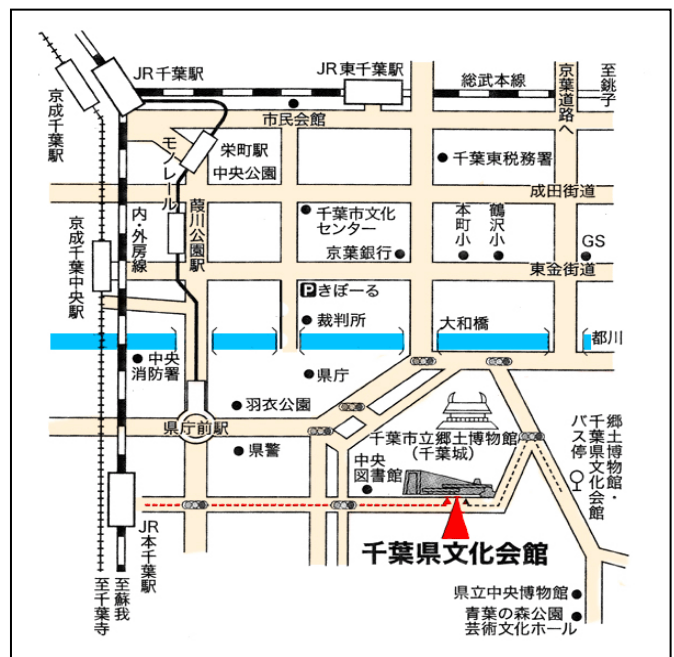 JR千葉駅
JR東千葉駅
総武本線
京葉道路へ
至銚子
京成千葉駅
市民会館
モノレール
栄町駅
中央公園
千葉東税務署
成田街道
葭川公園駅
内・外房線
京成千葉中央駅
千葉市文化
センター
京葉銀行
本町小
鶴沢小
GS
東金街道
P きぼーる
裁判所
大和橋
都川
中央
消防署
県庁
羽衣公園
県庁前駅
県警
千葉市立郷土博物館
(千葉城)
中央
図書館
郷土博物館・
千葉県文化会館
バス停
JR本千葉駅
千葉県文化会館
至蘇我
至千葉寺
県立中央博物館
青葉の森公園
芸術文化ホール